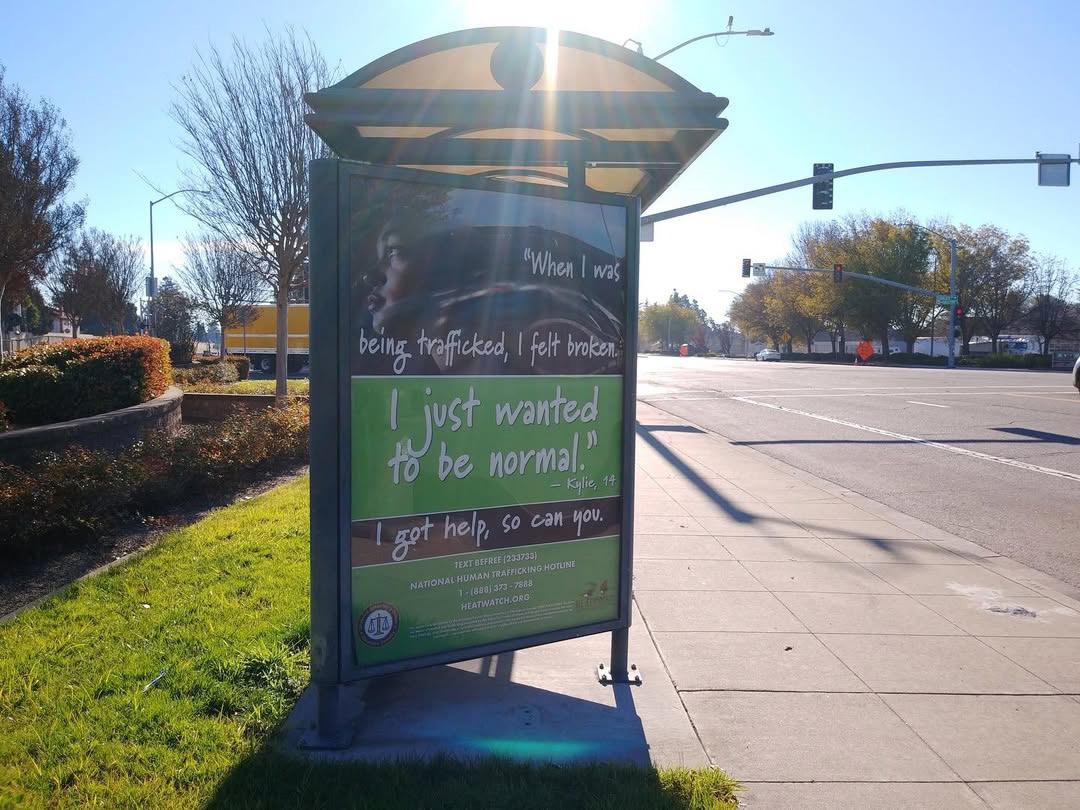 “When I was
being trafficked, I felt broken.
I just wanted
to be normal.”
– Kylie, 14
I got help, so can you.
TEXT BEFREE (233733)
NATIONAL HUMAN TRAFFICKING HOTLINE
1 - (888) 373 - 7888
HEATWATCH.ORG